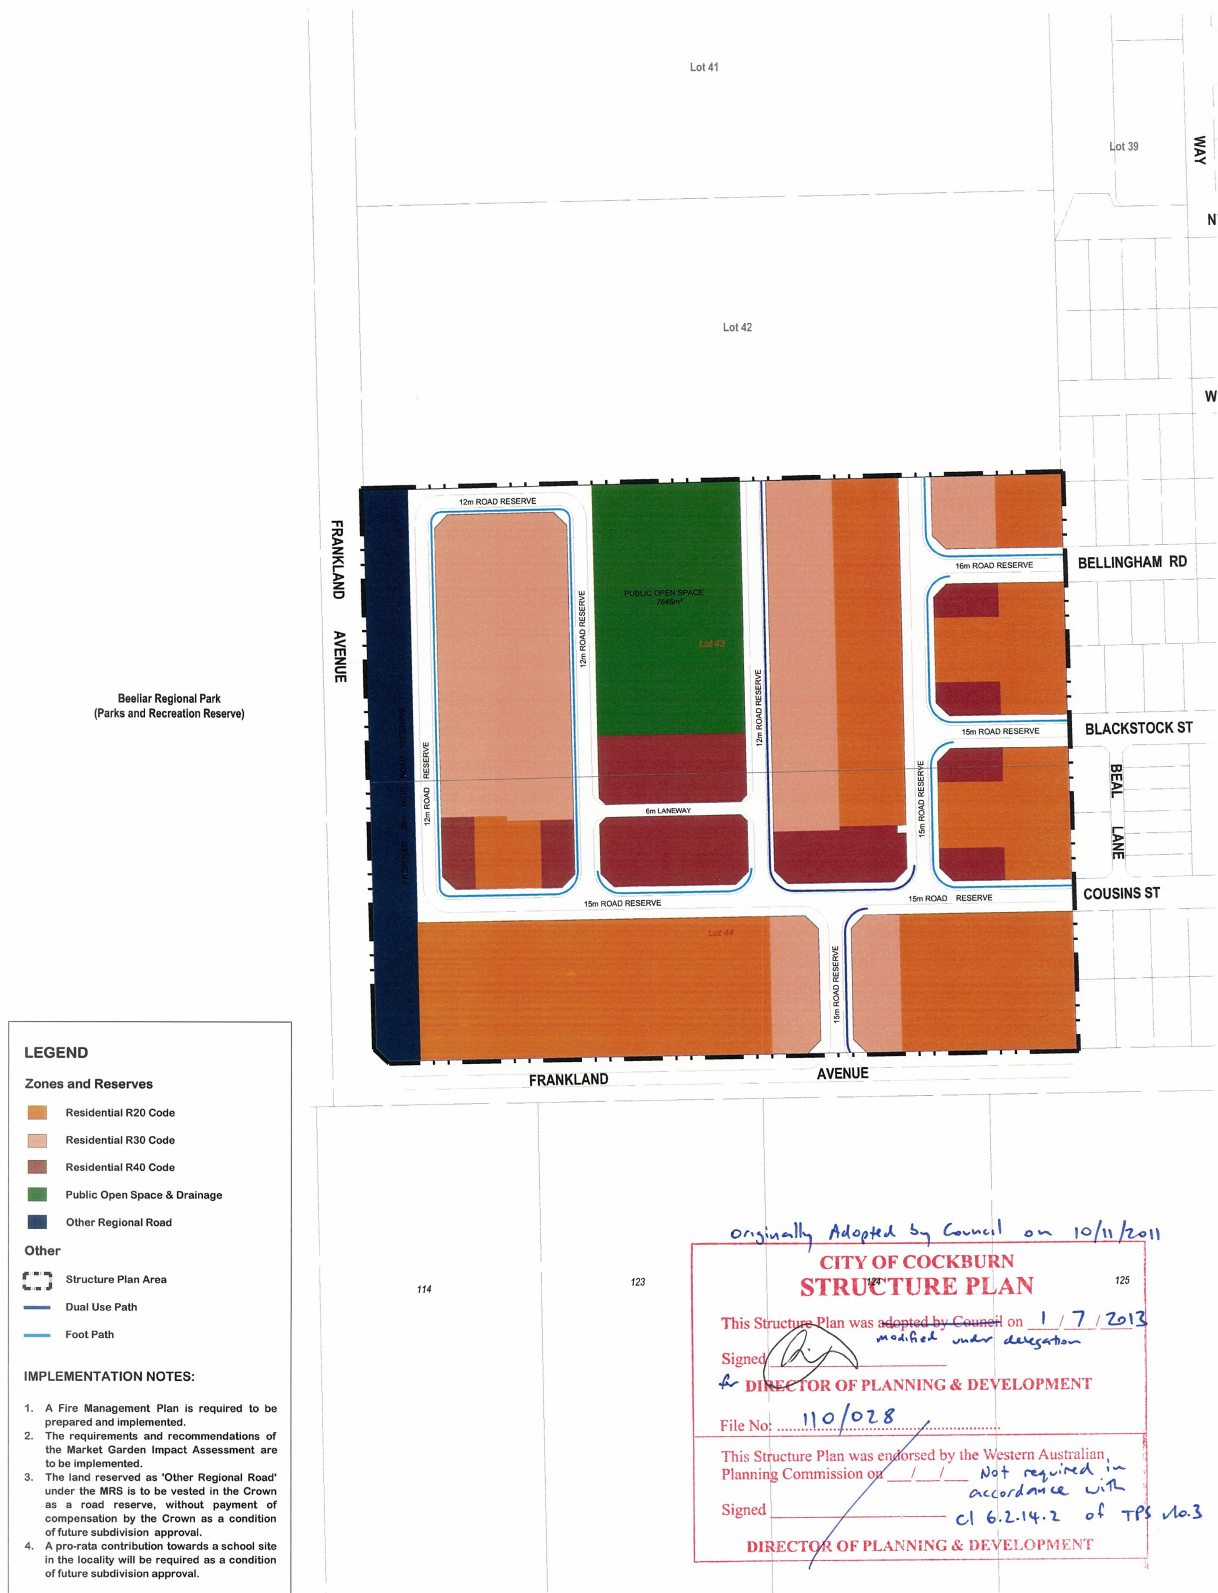 Lot 41
Lot 39
WAY
N
Lot 42
W
FRANKLAND AVENUE
12m ROAD RESERVE
BELLINGHAM RD
16m ROAD RESERVE
PUBLIC OPEN SPACE
7646m²
12m ROAD RESERVE
Lot 43
Beeliar Regional Park
(Parks and Recreation Reserve)
12m ROAD RESERVE
15m ROAD RESERVE
BLACKSTOCK ST
12m ROAD RESERVE
15m ROAD RESERVE
BEAL LANE
6m LANEWAY
15m ROAD RESERVE
15m ROAD RESERVE
COUSINS ST
Lot 44
15m ROAD RESERVE
FRANKLAND AVENUE
LEGEND
Zones and Reserves
Residential R20 Code
Residential R30 Code
Residential R40 Code
Public Open Space & Drainage
Other Regional Road
Other
Structure Plan Area
Dual Use Path
Foot Path
IMPLEMENTATION NOTES:
1. A Fire Management Plan is required to be
prepared and implemented.
2. The requirements and recommendations of
the Market Garden Impact Assessment are
to be implemented.
3. The land reserved as 'Other Regional Road'
under the MRS is to be vested in the Crown
as a road reserve, without payment of
compensation by the Crown as a condition
of future subdivision approval.
4. A pro-rata contribution towards a school site
in the locality will be required as a condition
of future subdivision approval.
114
123
124
125
Originally Adopted by Council on 10/11/2011
CITY OF COCKBURN
STRUCTURE PLAN
This Structure Plan was adopted by Council on 1 / 7 / 2013
modified under delegation
Signed
for DIRECTOR OF PLANNING & DEVELOPMENT
File No: 110/028
This Structure Plan was endorsed by the Western Australian
Planning Commission on / / Not required in
accordance with
Signed cl 6.2.14.2 of TPS No.3
DIRECTOR OF PLANNING & DEVELOPMENT